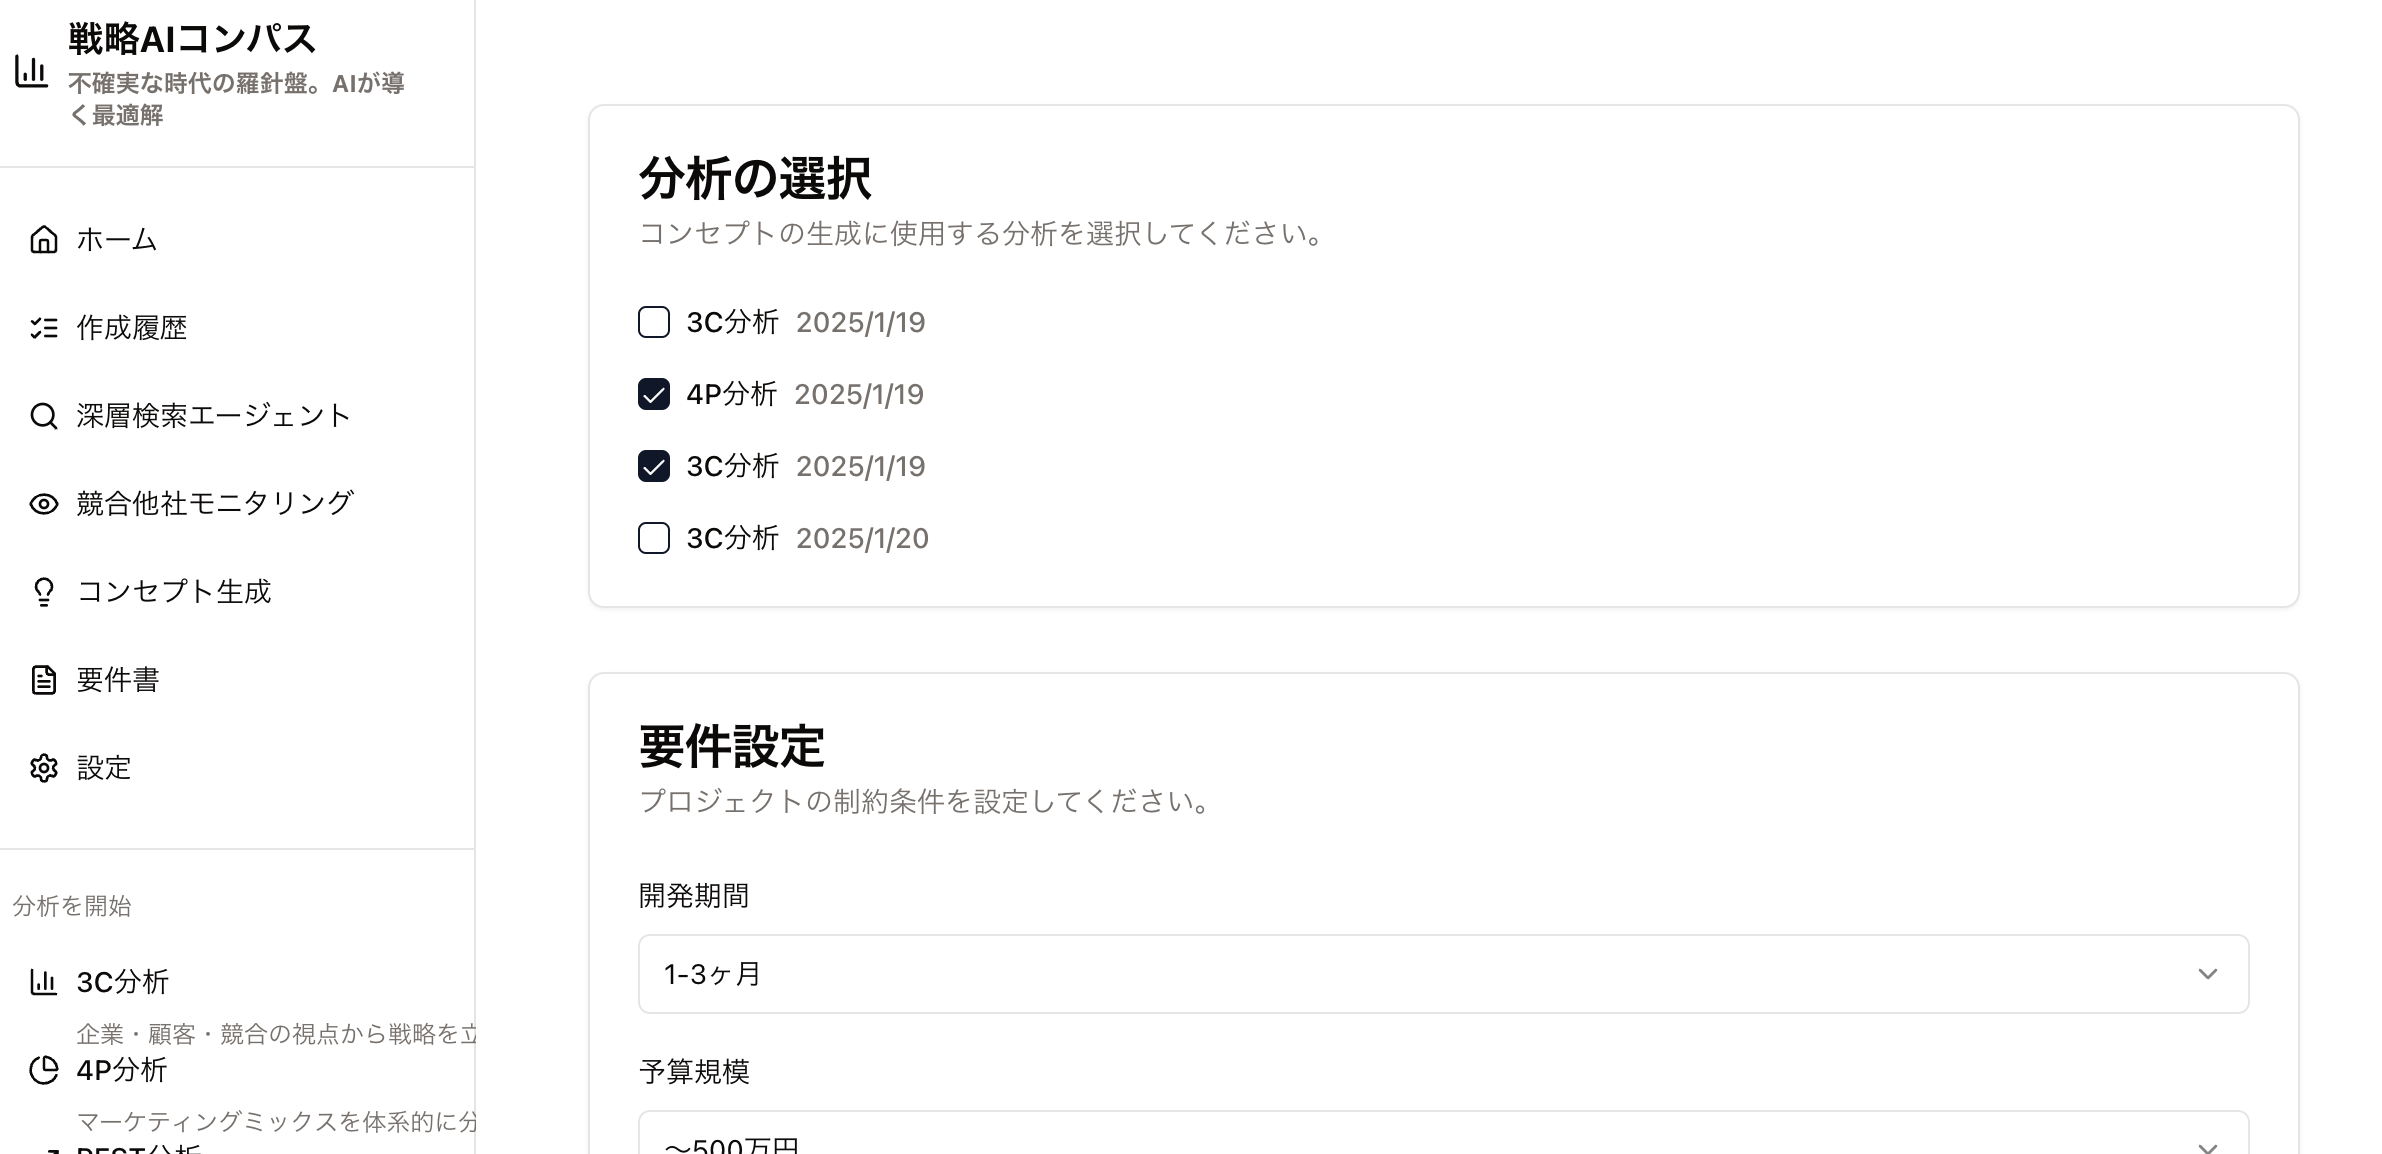 戦略AIコンパス
不確実な時代の羅針盤。AIが導
く最適解
ホーム
作成履歴
深層検索エージェント
競合他社モニタリング
コンセプト生成
要件書
設定
分析を開始
3C分析
企業・顧客・競合の視点から戦略を立
4P分析
マーケティングミックスを体系的に分
PEST分析
分析の選択
コンセプトの生成に使用する分析を選択してください。
3C分析 2025/1/19
4P分析 2025/1/19
3C分析 2025/1/19
3C分析 2025/1/20
要件設定
プロジェクトの制約条件を設定してください。
開発期間
1-3ヶ月
予算規模
〜500万円